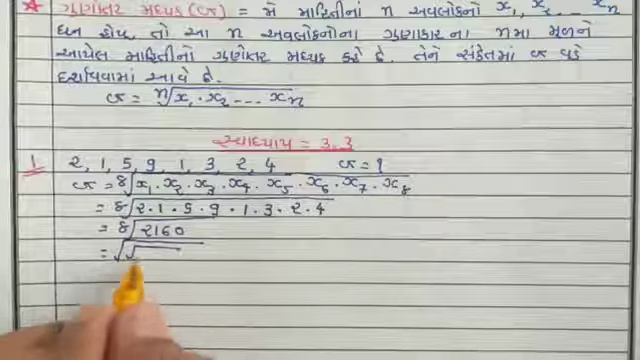 * ગુણોત્તર મધ્યક (G) = જો માહિતીનાં n અવલોકનો x₁, x₂ ... xₙ
ધન હોય, તો આ n અવલોકનોના ગુણાકારના nમા મૂળને
આપેલ માહિતીનો ગુણોત્તર મધ્યક કહે છે. તેને સંકેતમાં G વડે
દર્શાવવામાં આવે છે.
G = ⁿ√x₁ · x₂ --- xₙ
સ્વાધ્યાય = 3.3
1 2, 1, 5, 9, 1, 3, 2, 4 G = ?
G = ⁸√x₁ · x₂ · x₃ · x₄ · x₅ · x₆ · x₇ · x₈
= ⁸√2 · 1 · 5 · 9 · 1 · 3 · 2 · 4
= ⁸√2160
= √√